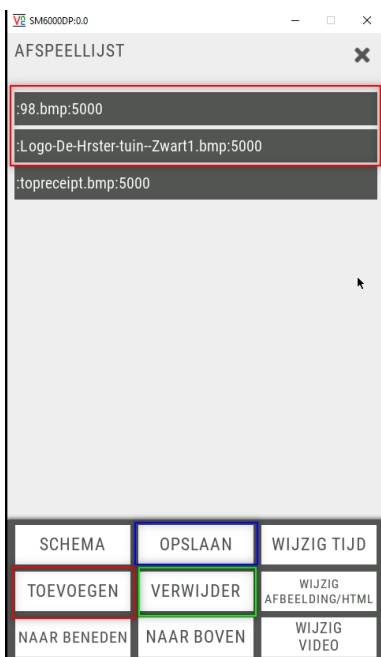 SM6000DP:0.0
AFSPEELLIJST
:98.bmp:5000
:Logo-De-Hrster-tuin--Zwart1.bmp:5000
:topreceipt.bmp:5000
SCHEMA OPSLAAN WIJZIG TIJD
TOEVOEGEN VERWIJDER WIJZIG AFBEELDING/HTML
NAAR BENEDEN NAAR BOVEN WIJZIG VIDEO